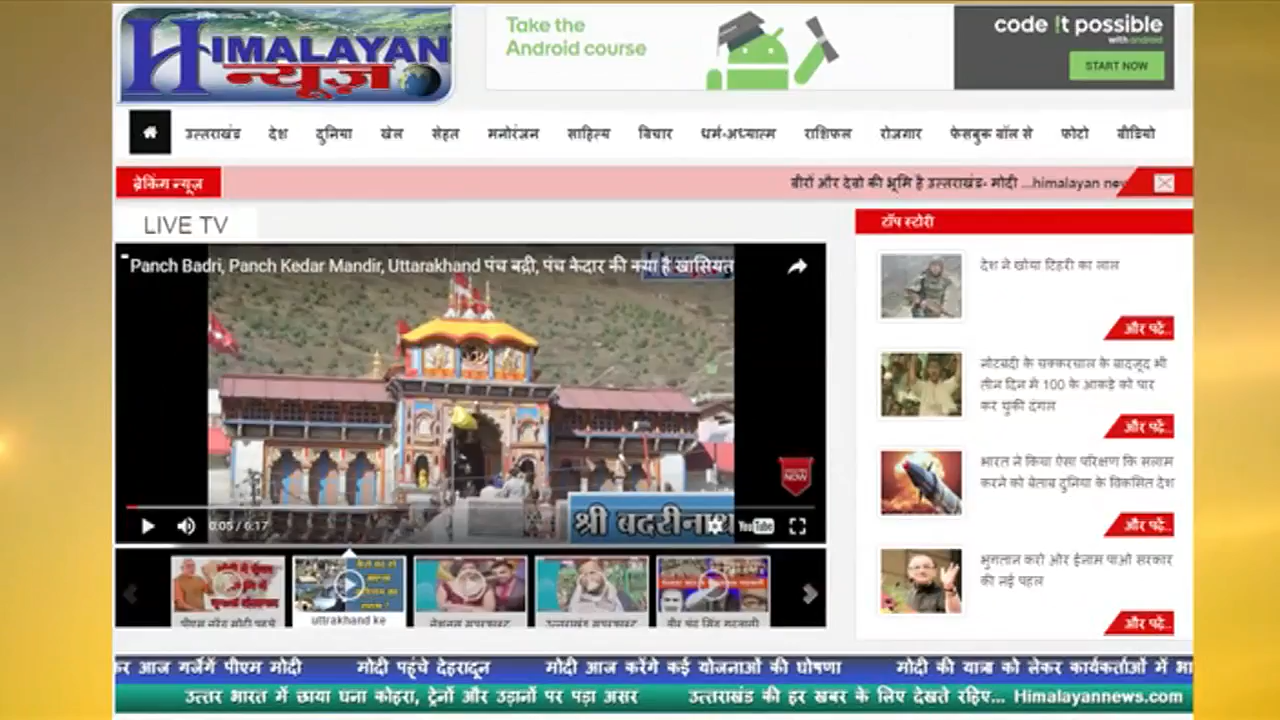 HIMALAYAN
न्यूज़
Take the
Android course
code !t possible
with android
START NOW
उत्तराखंड देश दुनिया खेल सेहत मनोरंजन साहित्य विचार धर्म-अध्यात्म राशिफल रोजगार फेसबुक वॉल से फोटो वीडियो
ब्रेकिंग न्यूज़
वीरों और देवो की भूमि है उत्तराखंड- मोदी ...himalayan
LIVE TV
टॉप स्टोरी
Panch Badri, Panch Kedar Mandir, Uttarakhand पंच बद्री, पंच केदार की क्या है खासियत
देश ने खोया टिहरी का लाल
और पढ़ें..
नोटबंदी के चक्करघाल के बावजूद भी
तीन दिन में 100 के आकड़े को पार
कर चुकी दंगल
और पढ़ें..
भारत ने किया ऐसा परिक्षण कि सलाम
करने को बेताब दुनिया के विकसित देश
और पढ़ें..
भुगतान करो और ईनाम पाओ सरकार
की नई पहल
और पढ़ें..
NOW
श्री बदरीनाथ
0:05 / 6:17
YouTube
uttrakhand ke
कर आज गर्जेंगे पीएम मोदी मोदी पहुंचे देहरादून मोदी आज करेंगे कई योजनाओं की घोषणा मोदी की यात्रा को लेकर कार्यकर्ताओं में
उत्तर भारत में छाया घना कोहरा, ट्रेनों और उड़ानों पर पड़ा असर उत्तराखंड की हर खबर के लिए देखते रहिए... Himalayannews.com